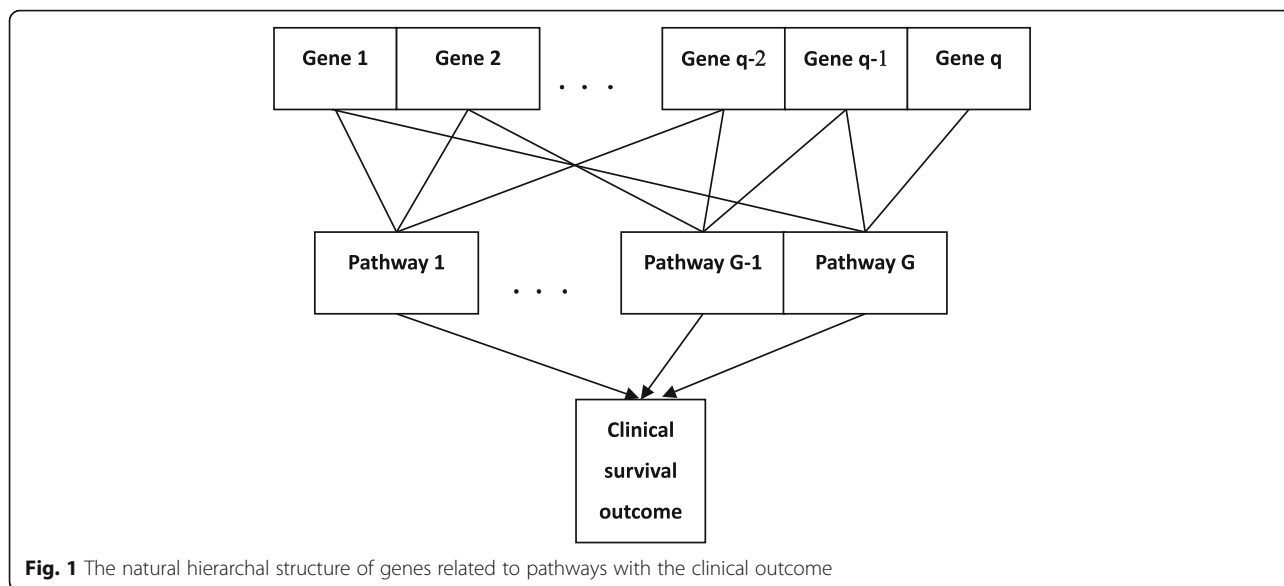 Gene 1 Gene 2 . . . Gene q-2 Gene q-1 Gene q
Pathway 1 . . . Pathway G-1 Pathway G
Clinical
survival
outcome
Fig. 1 The natural hierarchal structure of genes related to pathways with the clinical outcome